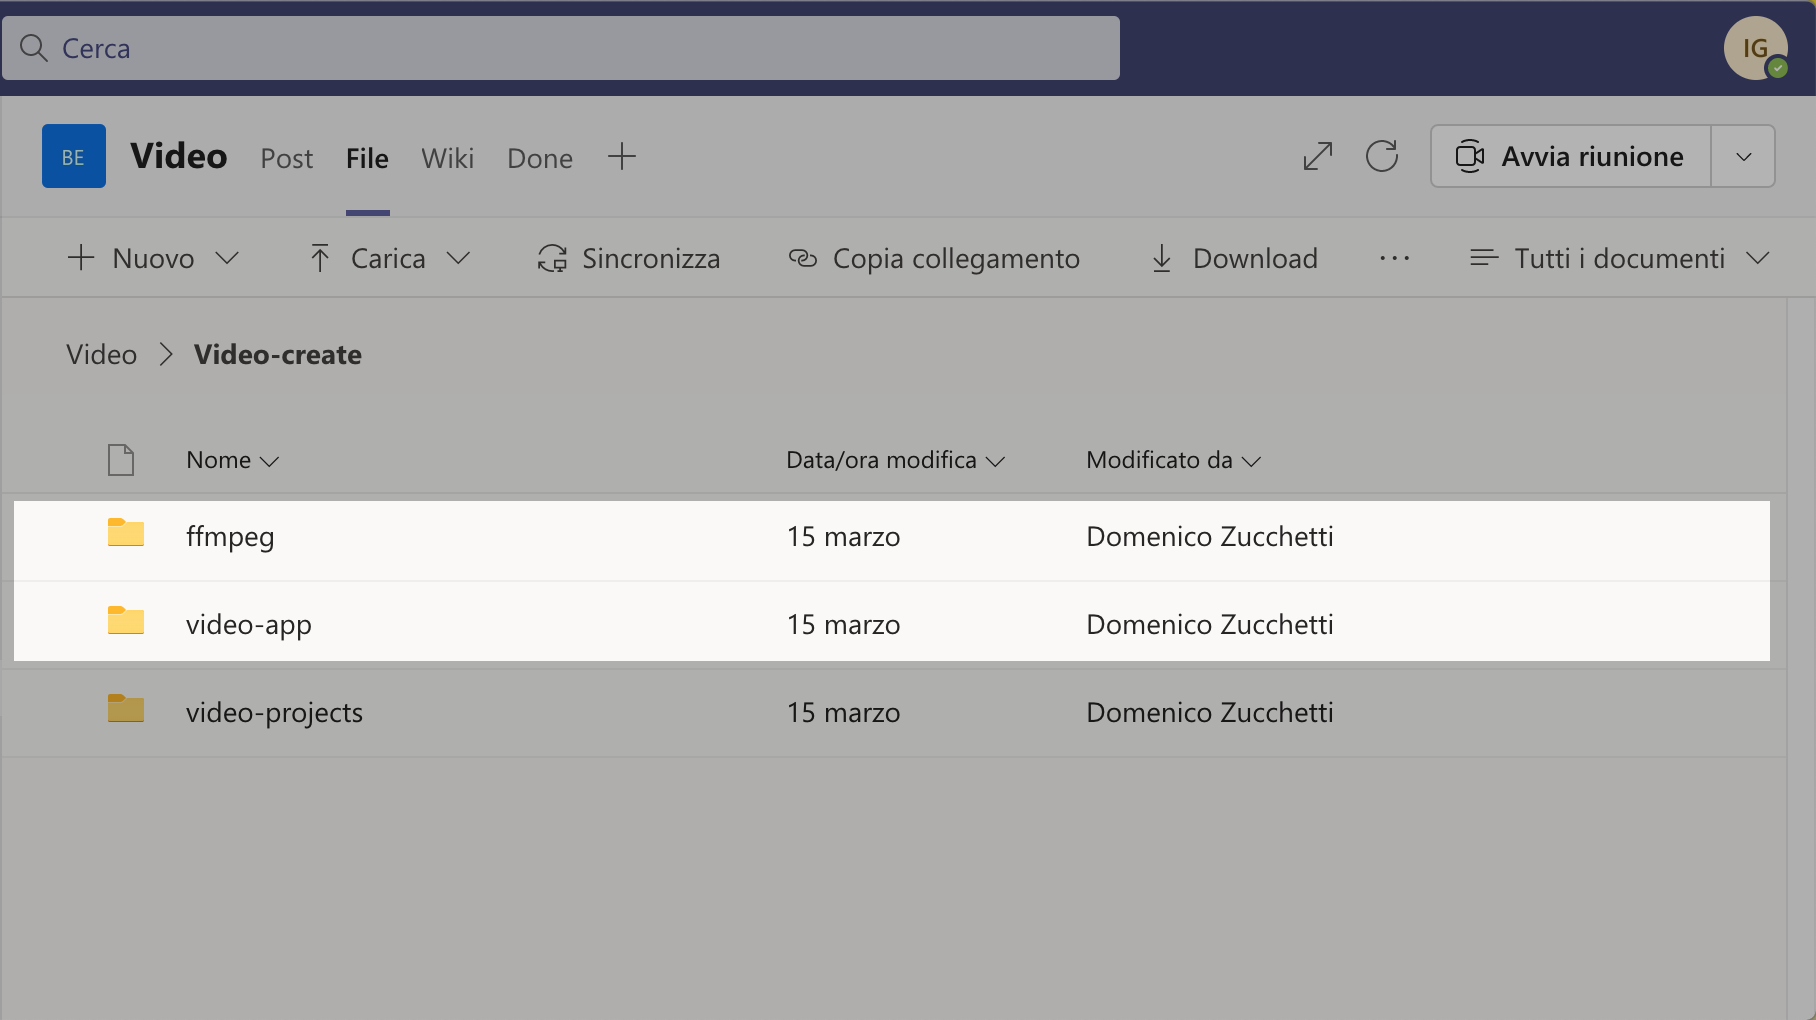 Cerca
IG
BE Video Post File Wiki Done
Avvia riunione
Nuovo Carica Sincronizza Copia collegamento Download ··· Tutti i documenti
Video > Video-create
Nome Data/ora modifica Modificato da
ffmpeg 15 marzo Domenico Zucchetti
video-app 15 marzo Domenico Zucchetti
video-projects 15 marzo Domenico Zucchetti